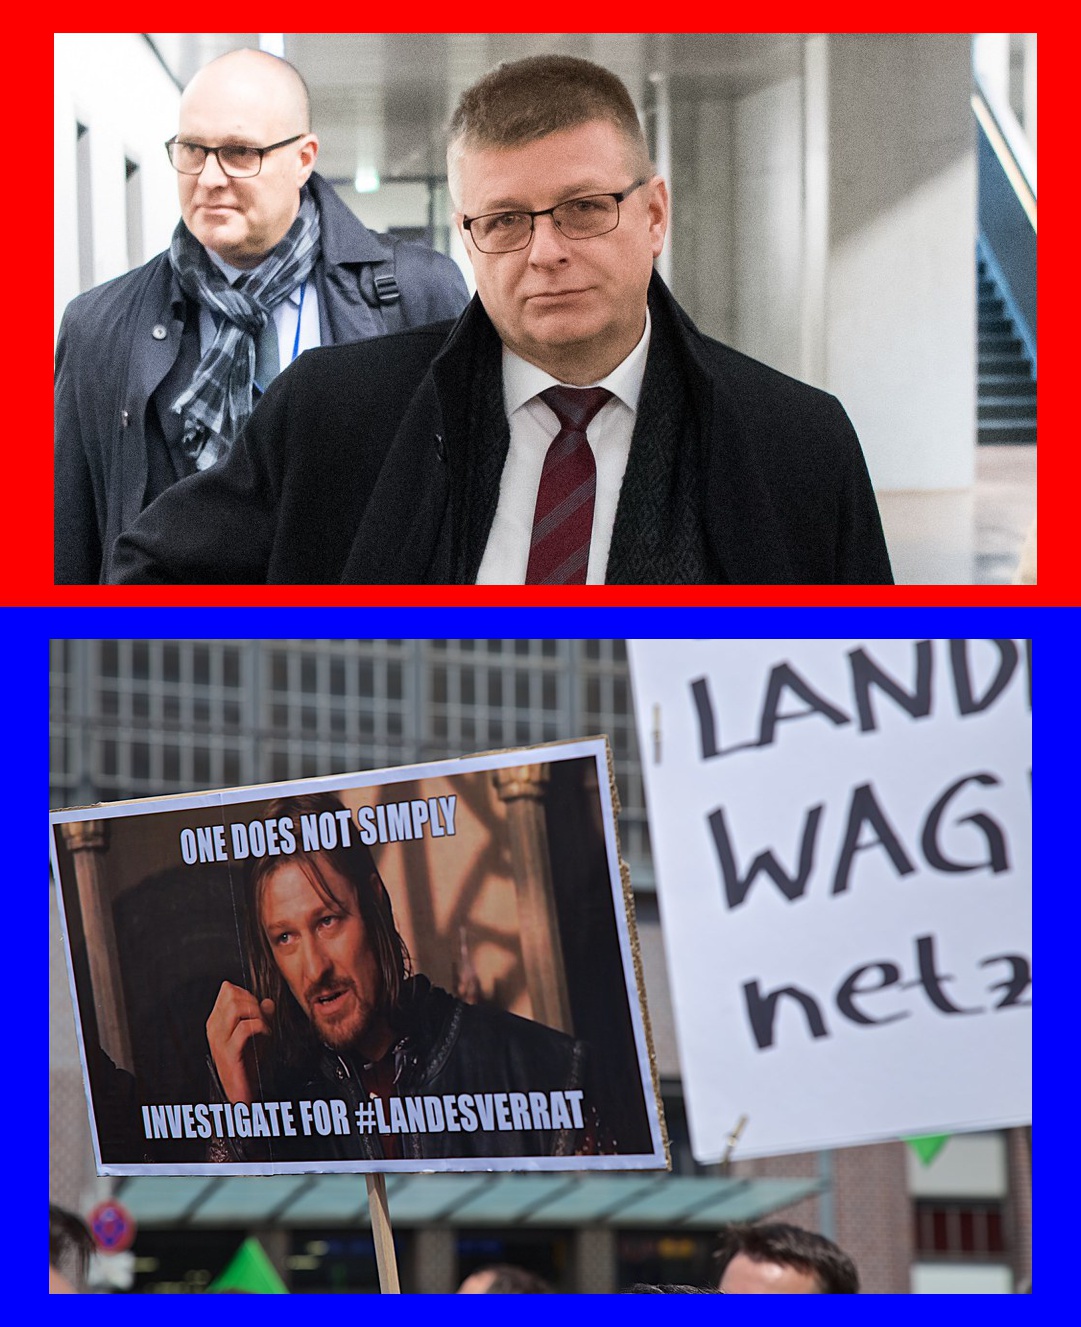 ONE DOES NOT SIMPLY
INVESTIGATE FOR #LANDESVERRAT
LAND
WAG
netz